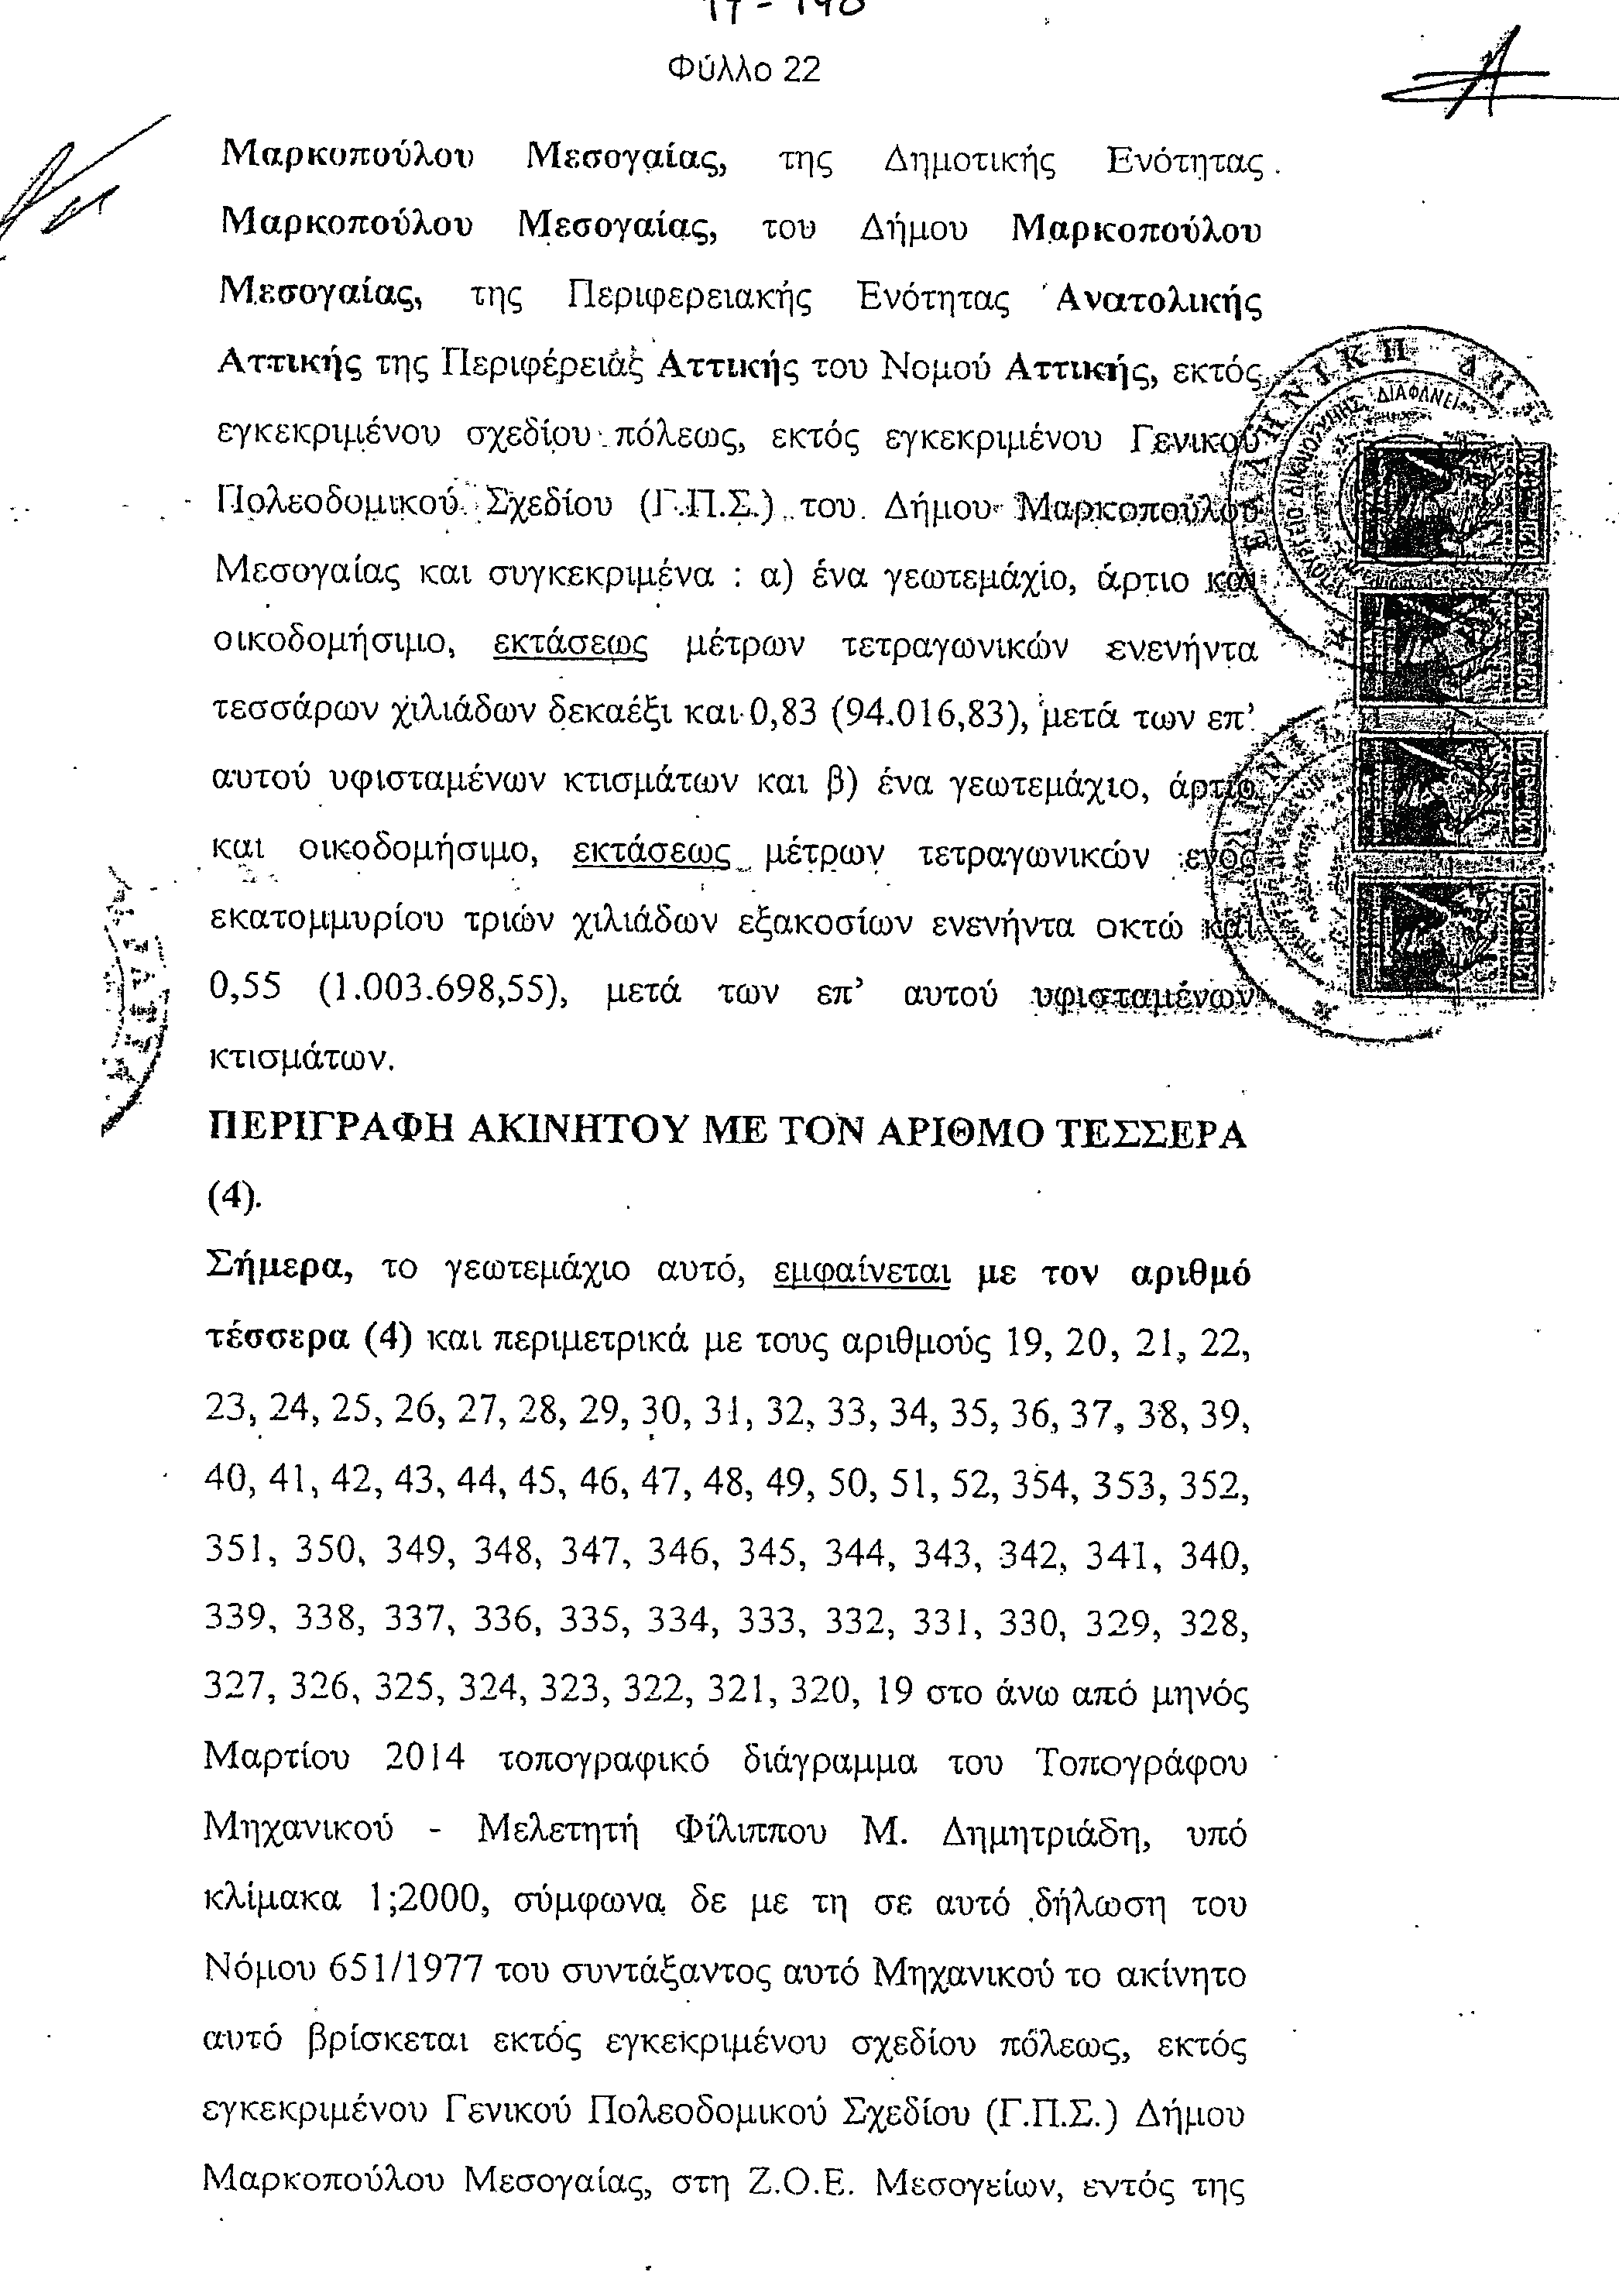 Φύλλο 22
Μαρκοπούλου Μεσογαίας, της Δημοτικής Ενότητας
Μαρκοπούλου Μεσογαίας, του Δήμου Μαρκοπούλου
Μεσογαίας, της Περιφερειακής Ενότητας Ανατολικής
Αττικής της Περιφέρειας Αττικής του Νομού Αττικής, εκτός
εγκεκριμένου σχεδίου πόλεως, εκτός εγκεκριμένου Γενικού
Πολεοδομικού Σχεδίου (Γ.Π.Σ.) του Δήμου Μαρκοπούλου
Μεσογαίας και συγκεκριμένα : α) ένα γεωτεμάχιο, άρτιο και
οικοδομήσιμο, εκτάσεως μέτρων τετραγωνικών ενενήντα
τεσσάρων χιλιάδων δεκαέξι και 0,83 (94.016,83), μετά των επ'
αυτού υφισταμένων κτισμάτων και β) ένα γεωτεμάχιο, άρτιο
και οικοδομήσιμο, εκτάσεως μέτρων τετραγωνικών ενός
εκατομμυρίου τριών χιλιάδων εξακοσίων ενενήντα οκτώ και
0,55 (1.003.698,55), μετά των επ' αυτού υφισταμένων
κτισμάτων.
ΠΕΡΙΓΡΑΦΗ ΑΚΙΝΗΤΟΥ ΜΕ ΤΟΝ ΑΡΙΘΜΟ ΤΕΣΣΕΡΑ
(4).
Σήμερα, το γεωτεμάχιο αυτό, εμφαίνεται με τον αριθμό
τέσσερα (4) και περιμετρικά με τους αριθμούς 19, 20, 21, 22,
23, 24, 25, 26, 27, 28, 29, 30, 31, 32, 33, 34, 35, 36, 37, 38, 39,
40, 41, 42, 43, 44, 45, 46, 47, 48, 49, 50, 51, 52, 354, 353, 352,
351, 350, 349, 348, 347, 346, 345, 344, 343, 342, 341, 340,
339, 338, 337, 336, 335, 334, 333, 332, 331, 330, 329, 328,
327, 326, 325, 324, 323, 322, 321, 320, 19 στο άνω από μηνός
Μαρτίου 2014 τοπογραφικό διάγραμμα του Τοπογράφου
Μηχανικού - Μελετητή Φίλιππου Μ. Δημητριάδη, υπό
κλίμακα 1;2000, σύμφωνα δε με τη σε αυτό δήλωση του
Νόμου 651/1977 του συντάξαντος αυτό Μηχανικού το ακίνητο
αυτό βρίσκεται εκτός εγκεκριμένου σχεδίου πόλεως, εκτός
εγκεκριμένου Γενικού Πολεοδομικού Σχεδίου (Γ.Π.Σ.) Δήμου
Μαρκοπούλου Μεσογαίας, στη Ζ.Ο.Ε. Μεσογείων, εντός της